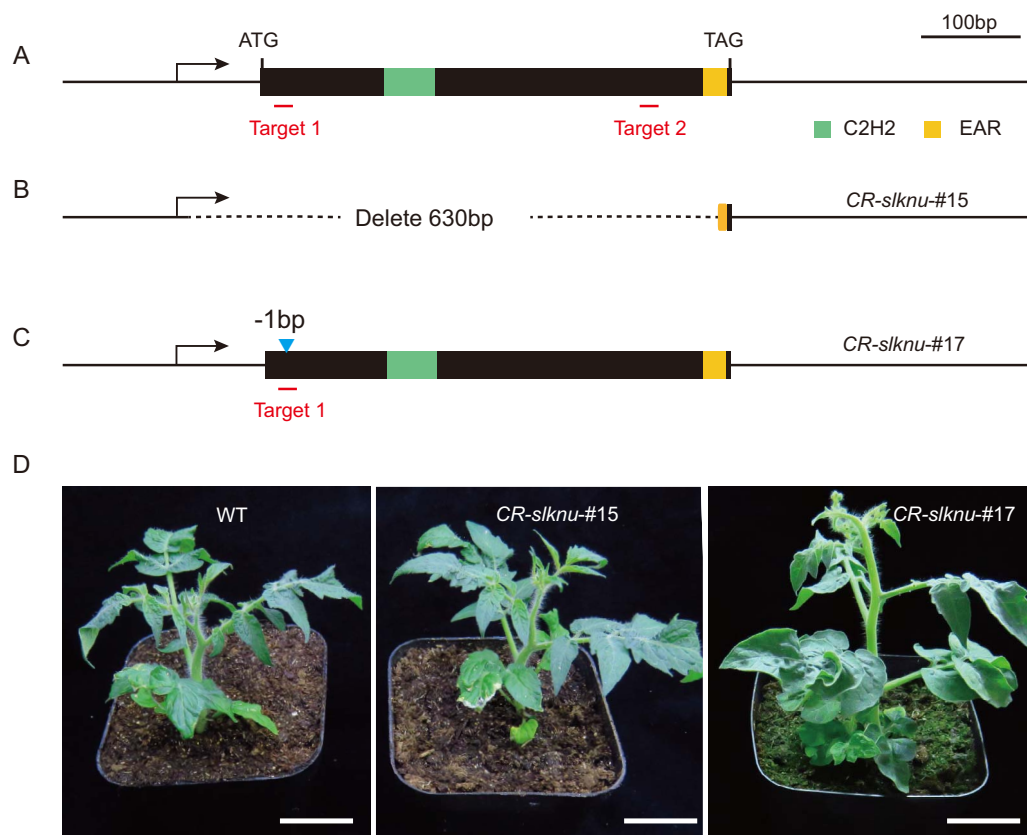 100bp
A
ATG
TAG
Target 1
Target 2
C2H2
EAR
B
Delete 630bp
CR-slknu-#15
C
-1bp
CR-slknu-#17
Target 1
D
WT
CR-slknu-#15
CR-slknu-#17